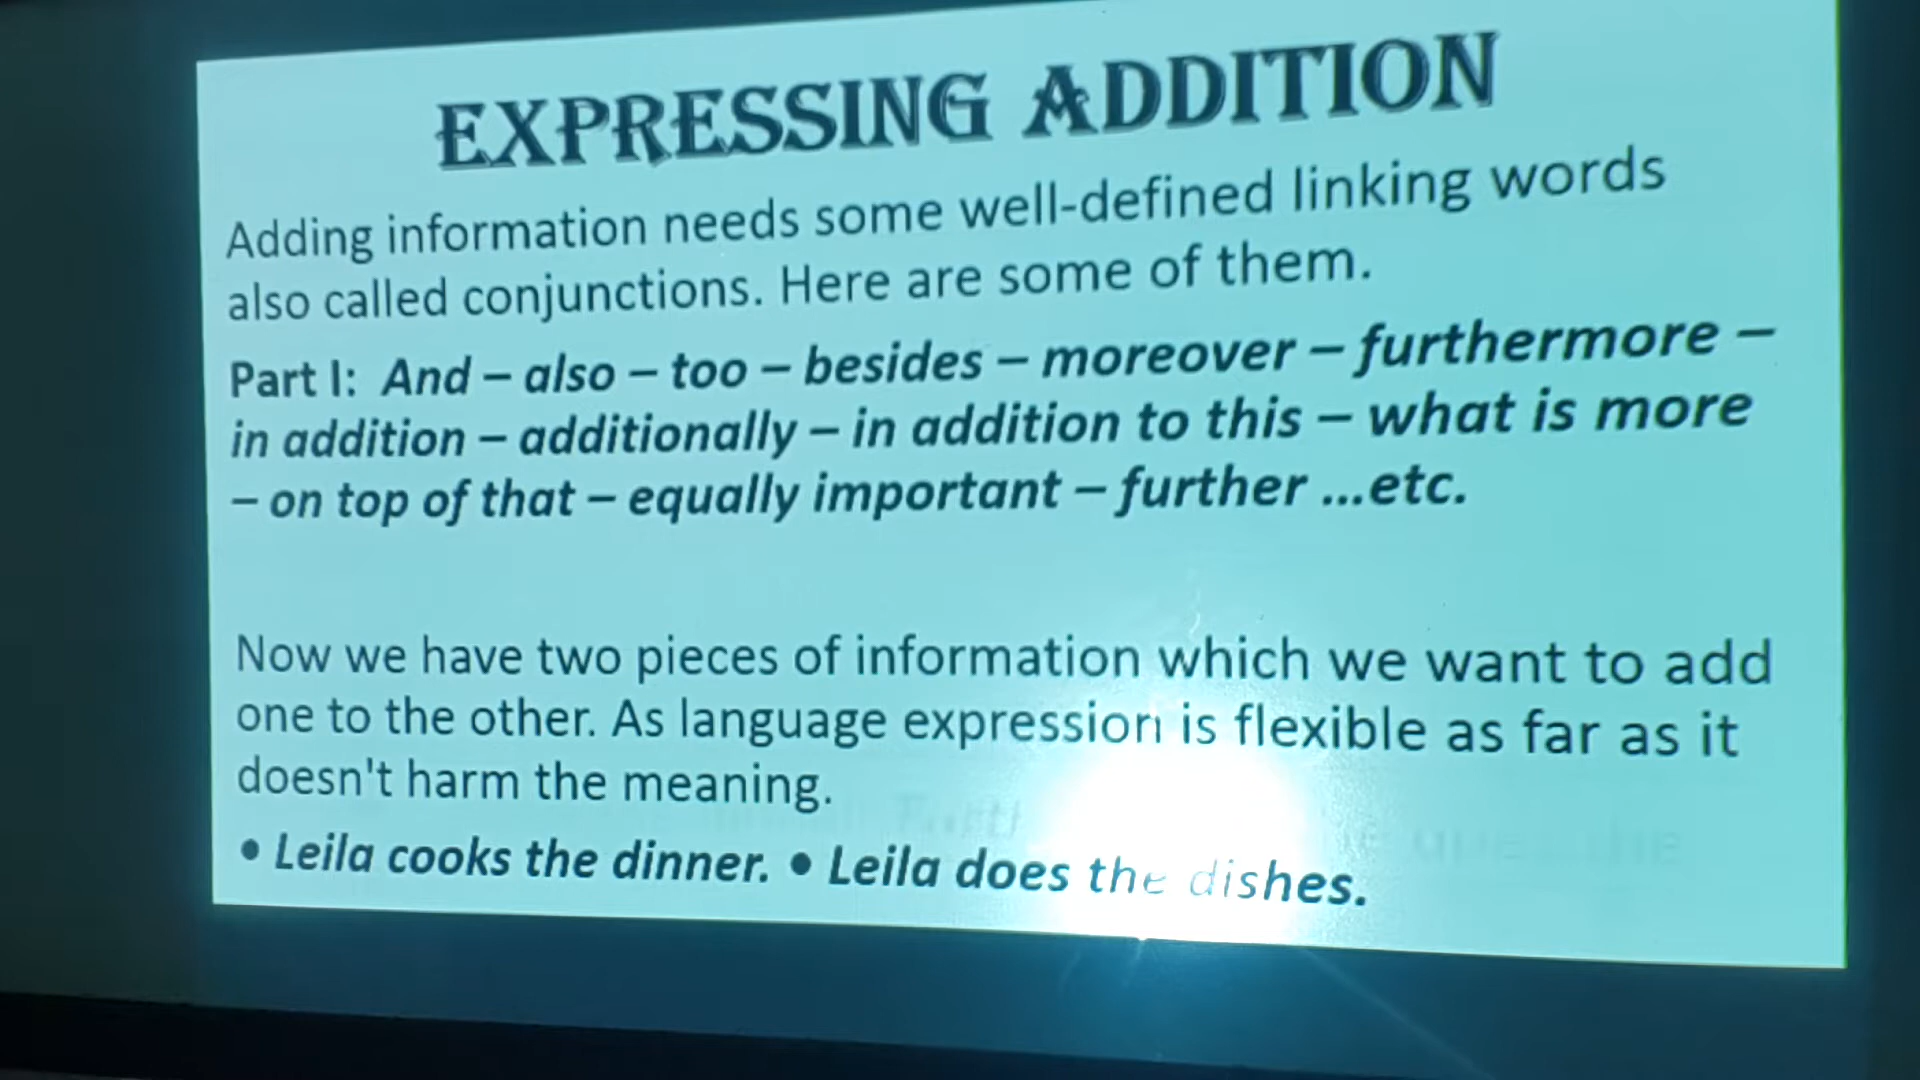 EXPRESSING ADDITION
Adding information needs some well-defined linking words
also called conjunctions. Here are some of them.
Part I: And – also – too – besides – moreover – furthermore –
in addition – additionally – in addition to this – what is more
– on top of that – equally important – further ...etc.
Now we have two pieces of information which we want to add
one to the other. As language expression is flexible as far as it
doesn't harm the meaning.
• Leila cooks the dinner. • Leila does the dishes.